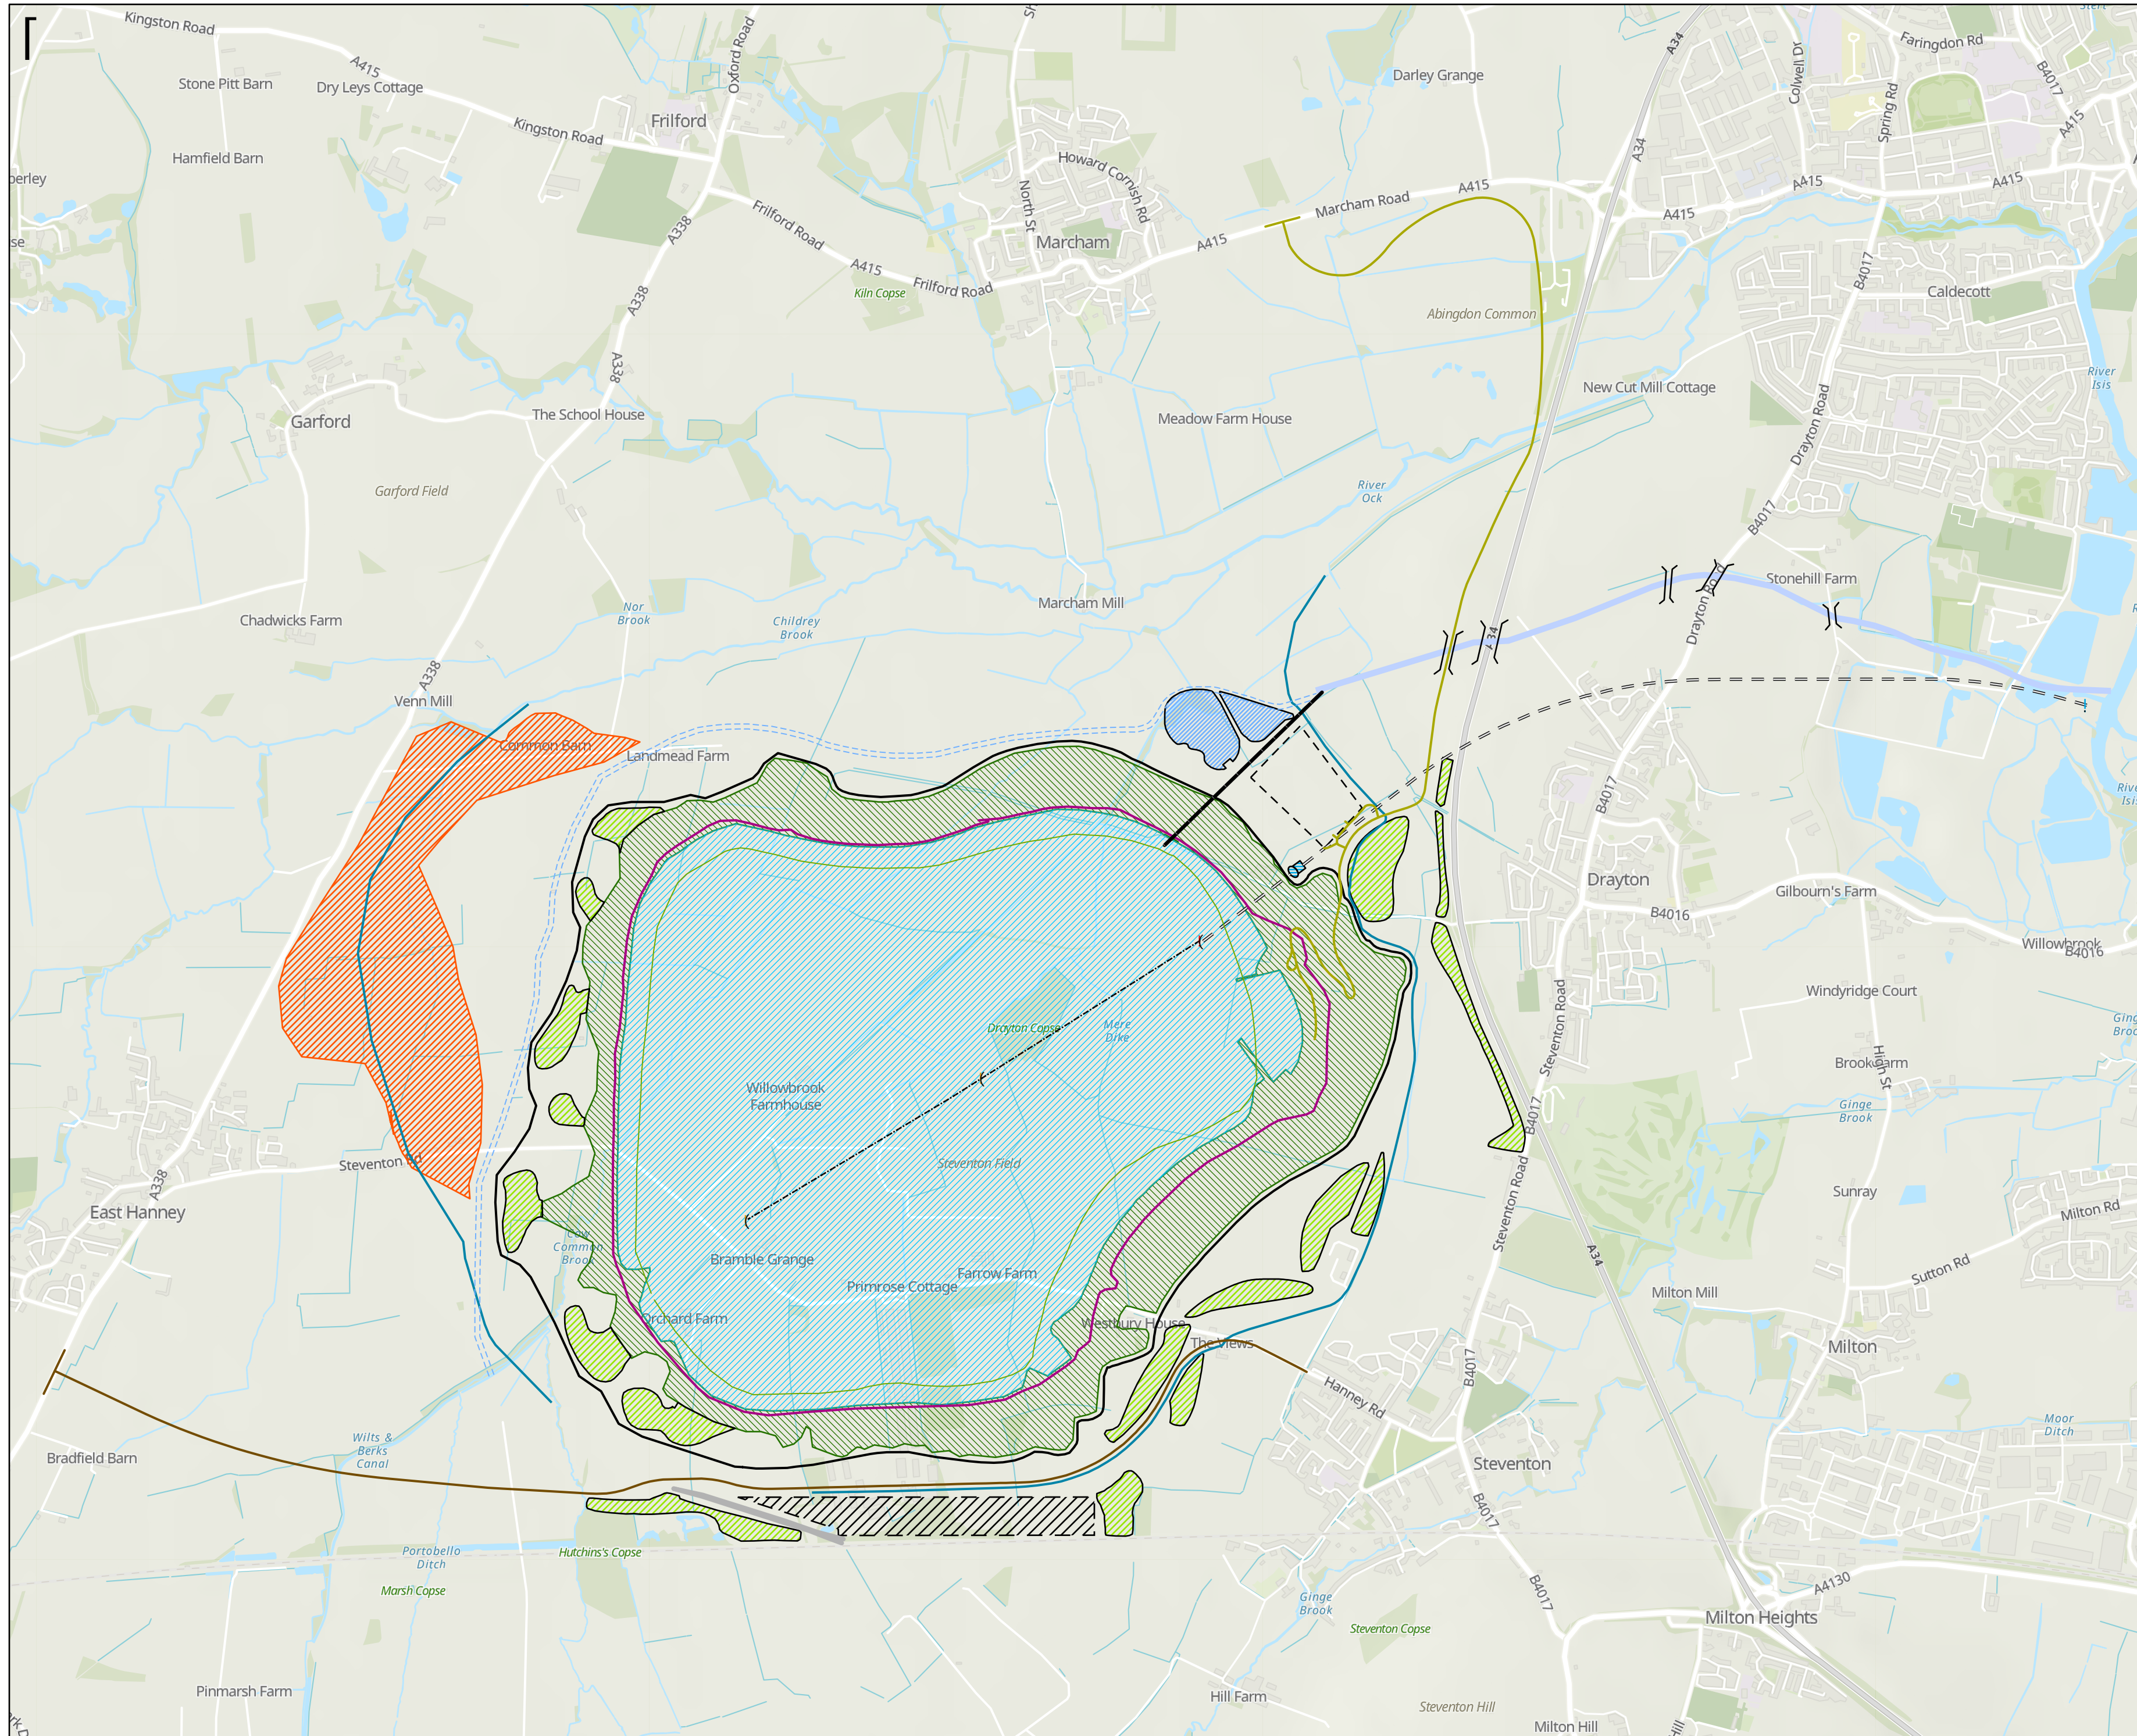 Kingston Road
A415
Stone Pitt Barn
Dry Leys Cottage
Oxford Road
Frilford
Kingston Road
Hamfield Barn
Darley Grange
A34
Colwell Dr
Faringdon Rd
Spring Rd
B4017
A415
A34
Howard Cornish Rd
North St
Marcham Road
A415
A415
A415
A415
Frilford Road
A338
Marcham
A415
A415
Frilford Road
Kiln Copse
A338
B4017
Caldecott
Abingdon Common
A338
River
Isis
New Cut Mill Cottage
Garford
The School House
Meadow Farm House
Drayton Road
Garford Field
River
Ock
B4017
Stonehill Farm
Marcham Mill
Nor
Brook
Childrey
Brook
Chadwicks Farm
Drayton Road
A34
A338
Venn Mill
Common Barn
Landmead Farm
B4017
Drayton
Gilbourn's Farm
B4016
Willowbrook
B4016
Windyridge Court
Steventon Road
Drayton Copse
Mere
Dike
High St
Brook Farm
Willowbrook
Farmhouse
Ginge
Brook
B4017
Steventon Rd
Steventon Field
A338
Sunray
East Hanney
Milton Rd
Steventon Road
Cow
Common
Brook
Bramble Grange
Farrow Farm
Primrose Cottage
A34
Sutton Rd
Milton Mill
Orchard Farm
Westbury House
The Views
Milton
B4017
Hanney Rd
Moor
Ditch
Wilts &
Berks
Canal
Bradfield Barn
Steventon
B4017
Portobello
Ditch
Hutchins's Copse
Marsh Copse
A4130
Ginge
Brook
B4017
Milton Heights
Steventon Copse
Pinmarsh Farm
Hill Farm
Steventon Hill
Milton Hill